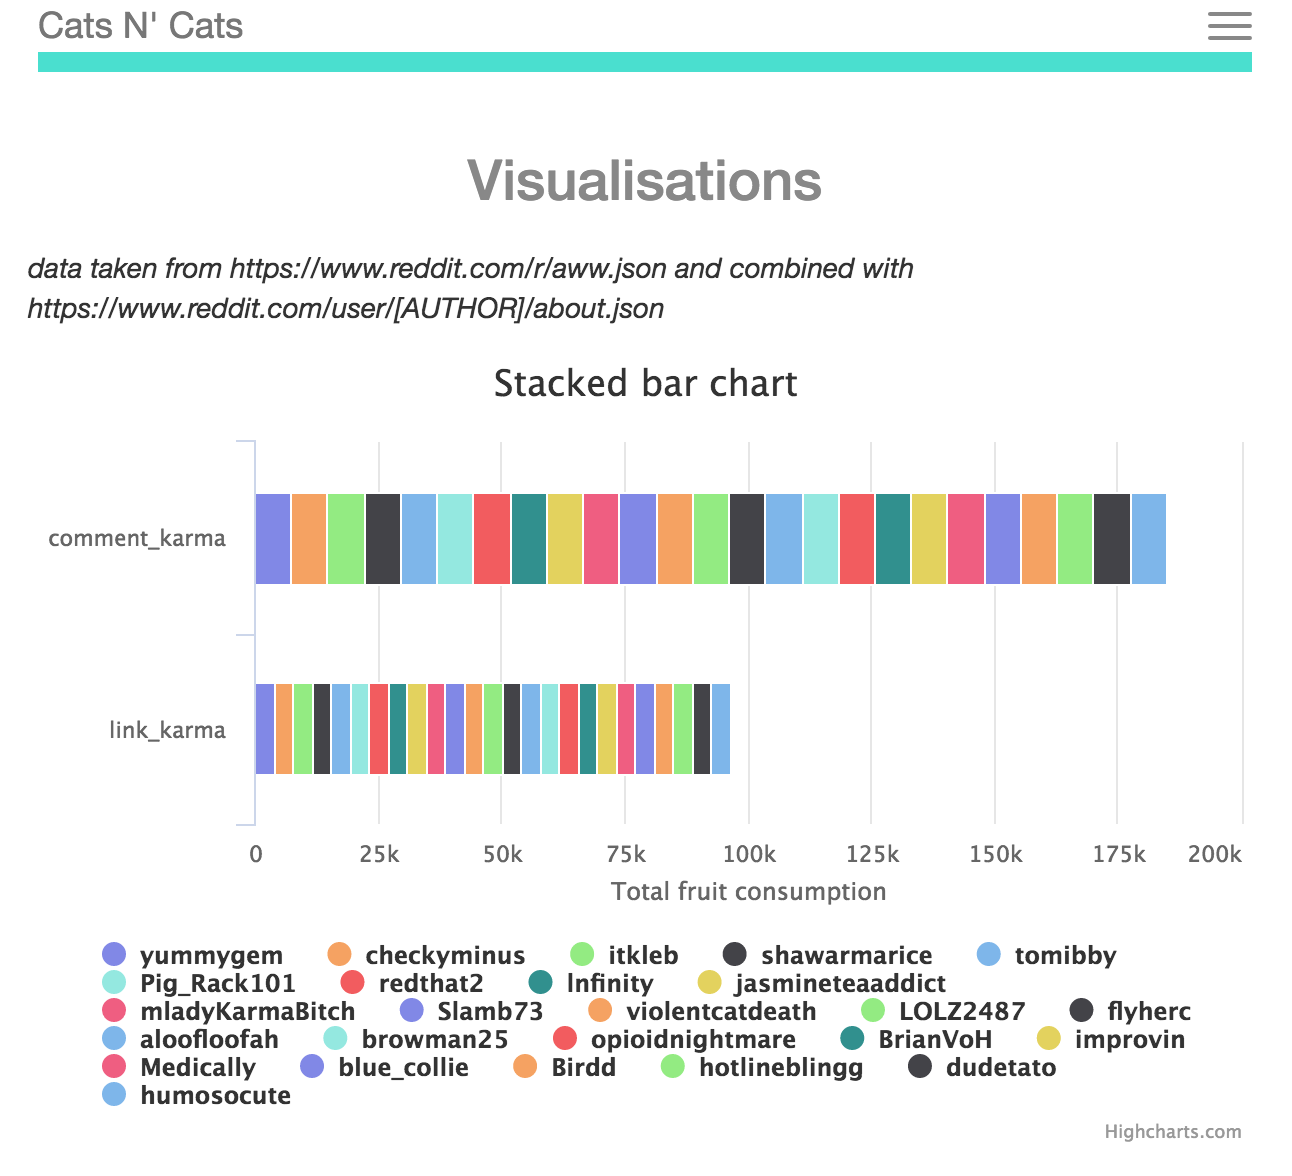 Cats N' Cats
Visualisations
data taken from https://www.reddit.com/r/aww.json and combined with
https://www.reddit.com/user/[AUTHOR]/about.json
Stacked bar chart
comment_karma
link_karma
0 25k 50k 75k 100k 125k 150k 175k 200k
Total fruit consumption
yummygem checkyminus itkleb shawarmarice tomibby
Pig_Rack101 redthat2 lnfinity jasmineteaaddict
mladyKarmaBitch Slamb73 violentcatdeath LOLZ2487 flyherc
aloofloofah browman25 opioidnightmare BrianVoH improvin
Medically blue_collie Birdd hotlineblingg dudetato
humosocute
Highcharts.com